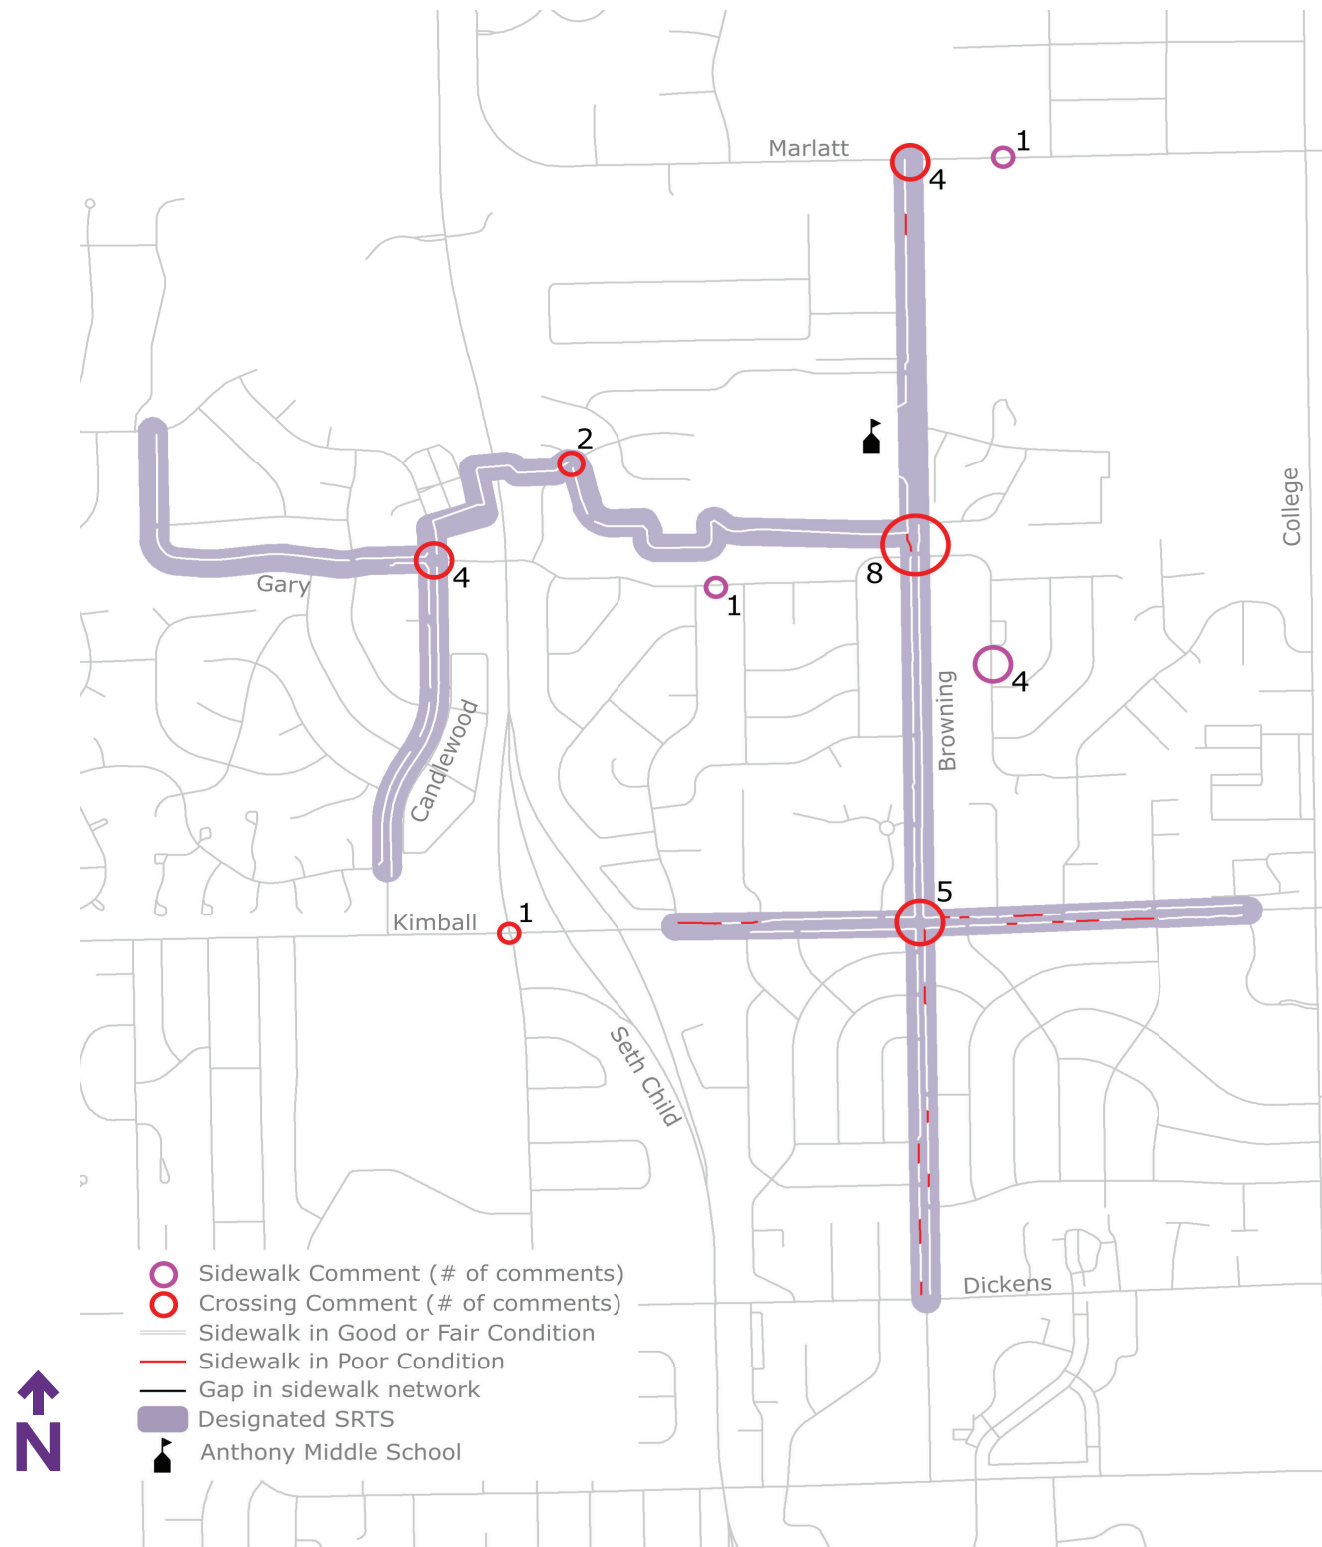 Marlatt
1
4
2
College
8
4
Gary
1
4
Browning
Candlewood
5
Kimball
1
Seth Child
Dickens
Sidewalk Comment (# of comments)
Crossing Comment (# of comments)
Sidewalk in Good or Fair Condition
Sidewalk in Poor Condition
Gap in sidewalk network
Designated SRTS
Anthony Middle School
N